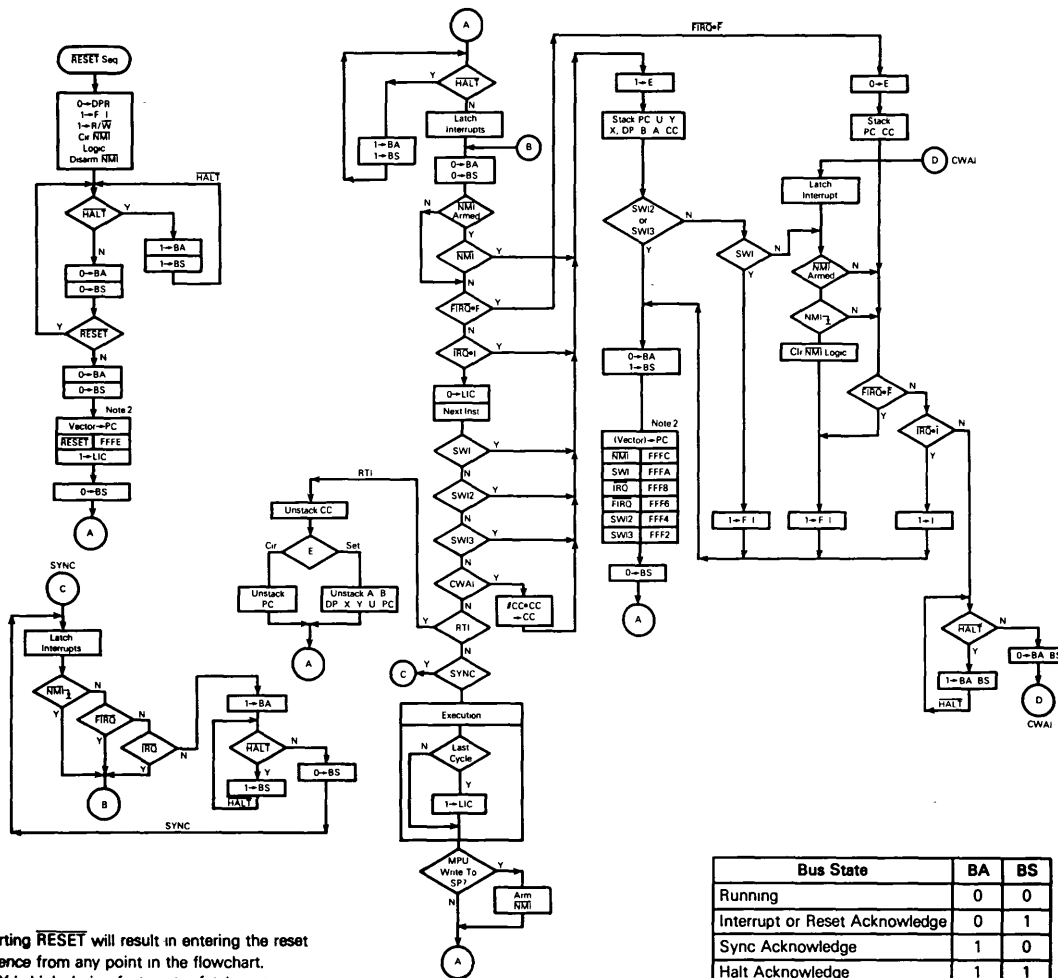 RESET Seq
0→DPR
1→F I
1→R/W
Clr NMI
Logic
Disarm NMI
HALT
HALT
Y
N
1→BA
1→BS
0→BA
0→BS
RESET
Y
N
0→BA
0→BS
Note 2
Vector→PC
RESET FFFE
1→LIC
0→BS
A
SYNC
C
Latch
Interrupts
NMI
N
Y
FIRQ
N
Y
IRQ
N
Y
B
1→BA
HALT
N
Y
1→BS
HALT
0→BS
SYNC
A
HALT
Y
N
1→BA
1→BS
Latch
Interrupts
B
0→BA
0→BS
NMI
Armed
N
Y
NMI
Y
N
FIRQ•F
Y
N
IRQ•I
Y
N
0→LIC
Next Inst
SWI
Y
N
SWI2
Y
N
SWI3
Y
N
CWAI
Y
N
#CC•CC
→CC
RTI
Y
N
SYNC
Y
N
C
RTI
Unstack CC
E
Clr
Set
Unstack
PC
Unstack A B
DP X Y U PC
A
Execution
Last
Cycle
N
Y
1→LIC
MPU
Write To
SP?
Y
N
Arm
NMI
A
FIRQ•F
1→E
Stack PC U Y
X, DP B A CC
SWI2
or
SWI3
N
Y
SWI
N
Y
0→BA
1→BS
Note 2
(Vector)→PC
NMI FFFC
SWI FFFA
IRQ FFF8
FIRQ FFF6
SWI2 FFF4
SWI3 FFF2
0→BS
A
0→E
Stack
PC CC
D CWAI
Latch
Interrupt
NMI
Armed
N
Y
NMI
N
Y
Clr NMI Logic
FIRQ•F
N
Y
IRQ•I
N
Y
1→F I
1→F I
1→I
HALT
N
Y
1→BA BS
HALT
0→BA BS
D
CWAI
rting RESET will result in entering the reset
ence from any point in the flowchart.
Bus State BA BS
Running 0 0
Interrupt or Reset Acknowledge 0 1
Sync Acknowledge 1 0
Halt Acknowledge 1 1